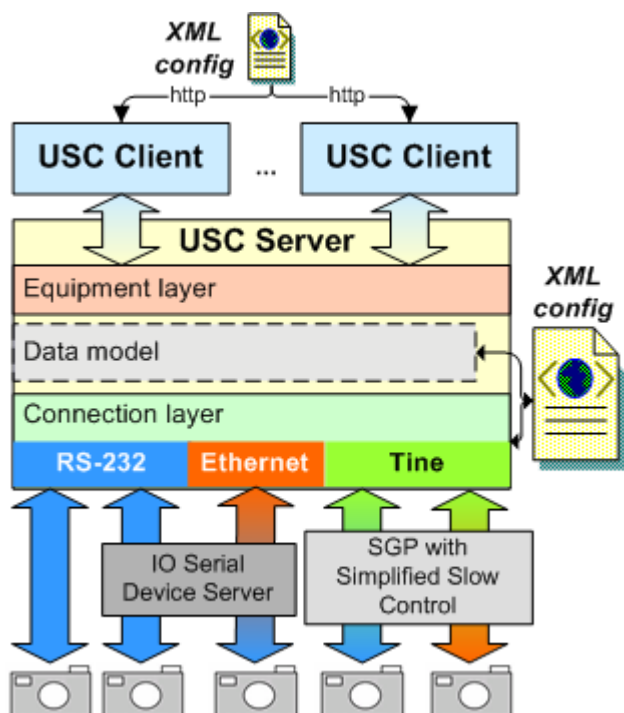 XML
config
http
http
USC Client
...
USC Client
USC Server
Equipment layer
XML
config
Data model
Connection layer
RS-232
Ethernet
Tine
IO Serial
Device Server
SGP with
Simplified Slow
Control